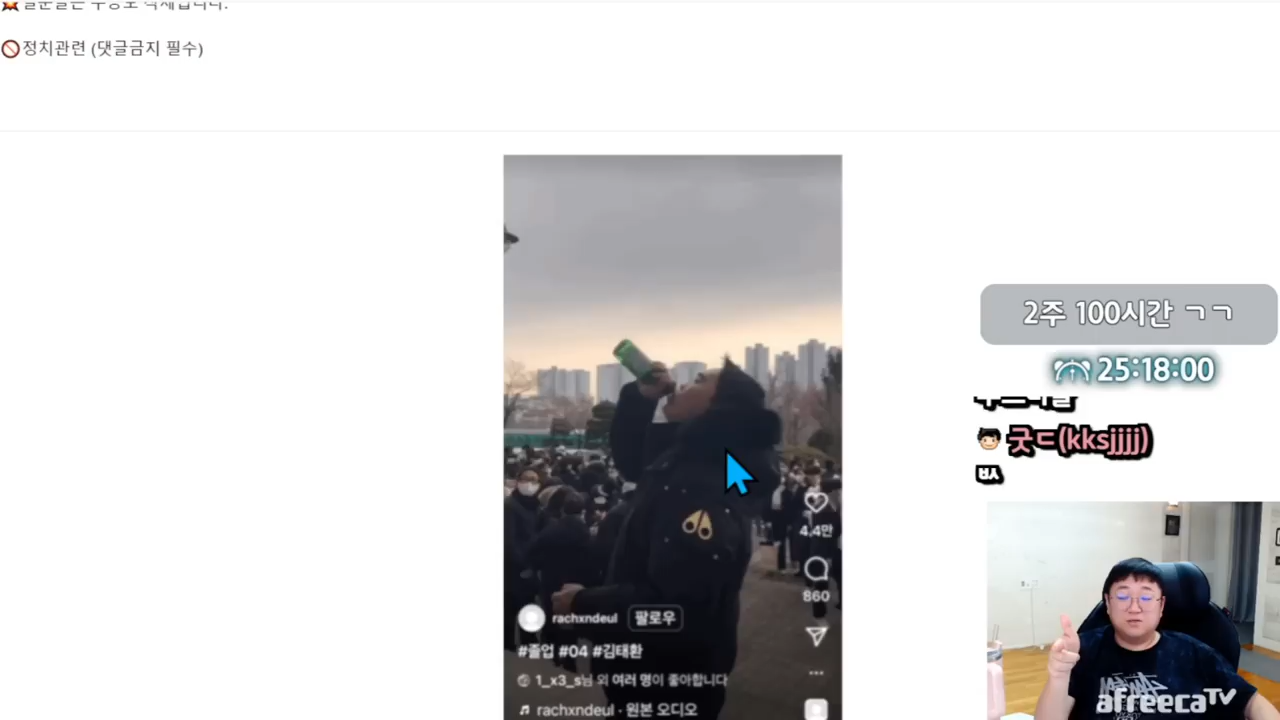 정치관련 (댓글금지 필수)
2주 100시간 ㄱㄱ
25:18:00
굿ㄷ(kksjjjj)
ㅄ
4.4만
860
rachxndeul 팔로우
#졸업 #04 #김태환
1_x3_s님 외 여러 명이 좋아합니다
rachxndeul · 원본 오디오
afreecaTV